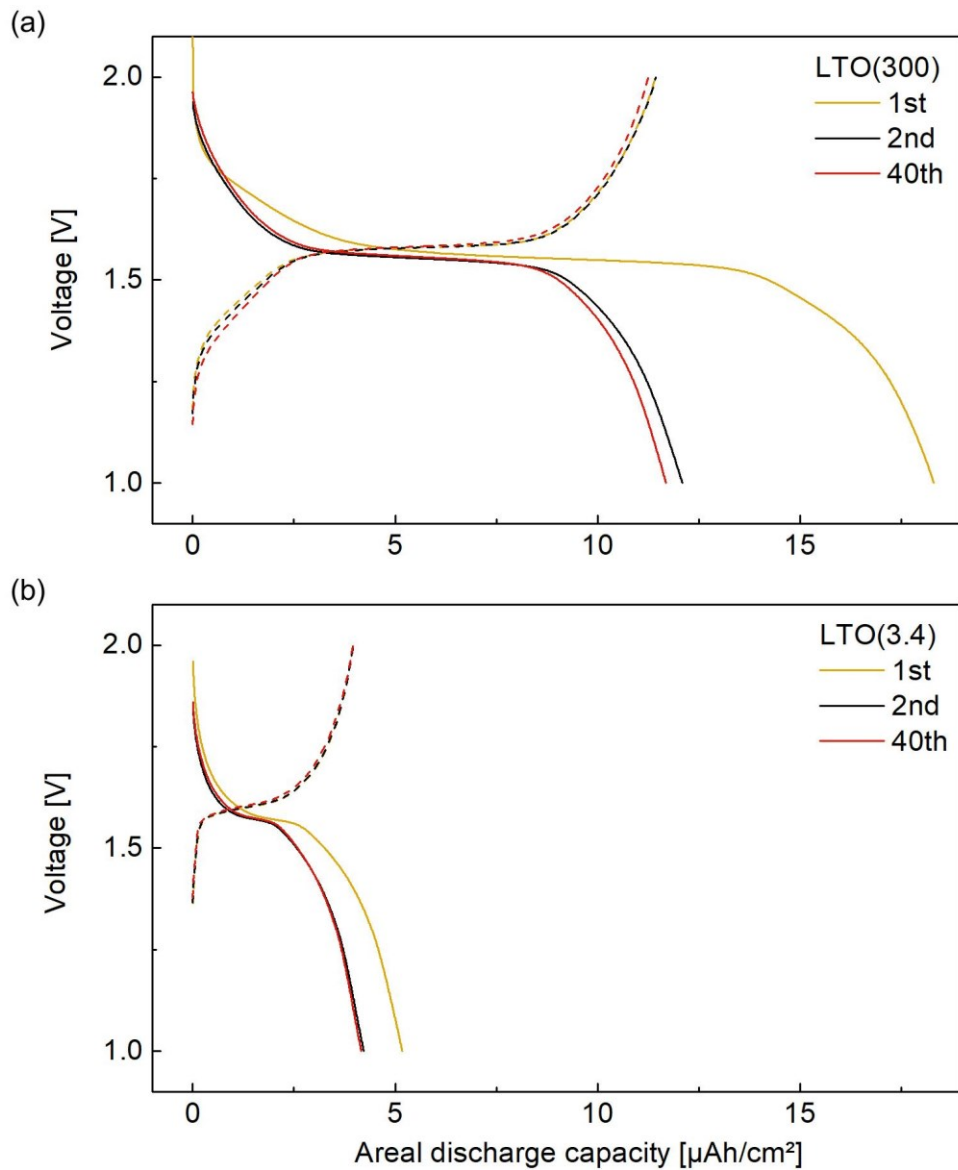 (a)
LTO(300)
1st
2nd
40th
2.0
1.5
1.0
Voltage [V]
0
5
10
15
(b)
LTO(3.4)
1st
2nd
40th
2.0
1.5
1.0
Voltage [V]
0
5
10
15
Areal discharge capacity [µAh/cm²]